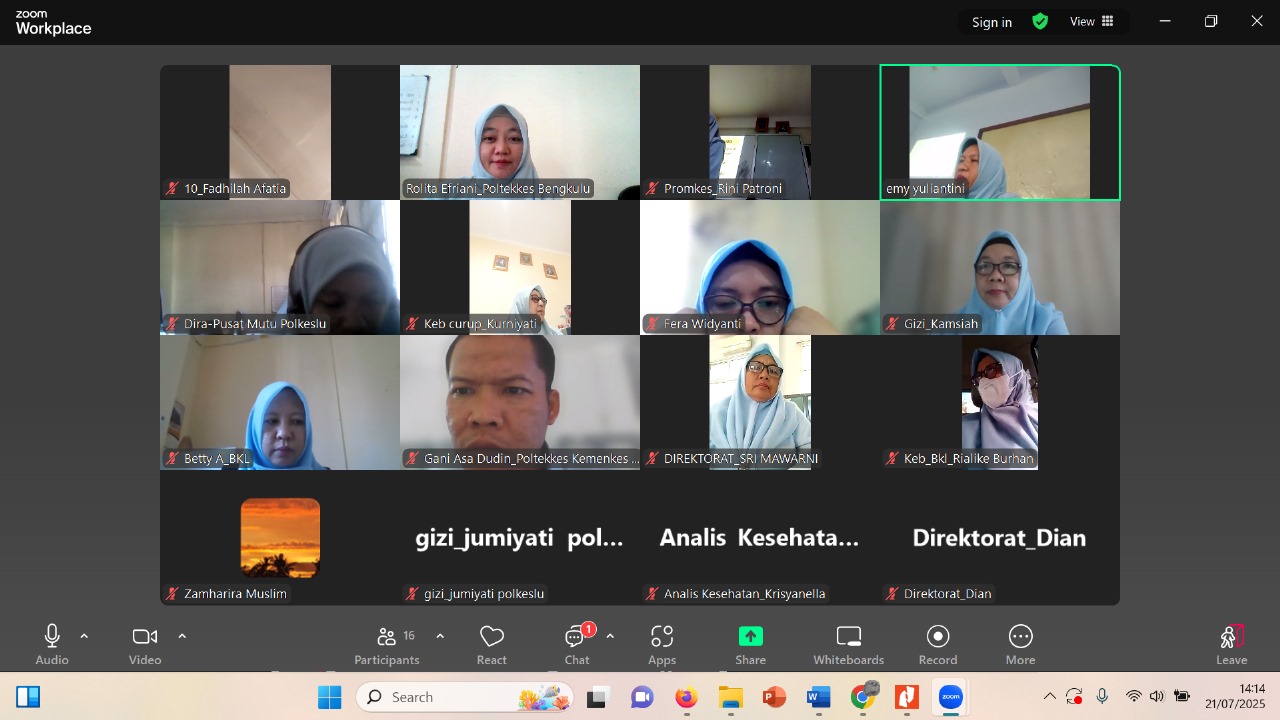 zoom
Workplace
Sign in
View
10_Fadhilah Afatia
Rolita Efriani_Poltekkes Bengkulu
Promkes_Rini Patroni
emy yuliantini
Dira-Pusat Mutu Polkeslu
Keb curup_Kurniyati
Fera Widyanti
Gizi_Kamsiah
Betty A_BKL
Gani Asa Dudin_Poltekkes Kemenkes ...
DIREKTORAT_SRI MAWARNI
Keb_Bkl_Rialike Burhan
gizi_jumiyati pol...
Analis Kesehata...
Direktorat_Dian
Zamharira Muslim
gizi_jumiyati polkeslu
Analis Kesehatan_Krisyanella
Direktorat_Dian
16
1
Audio
Video
Participants
React
Chat
Apps
Share
Whiteboards
Record
More
Leave
Search
zoom
14:14
21/07/2025